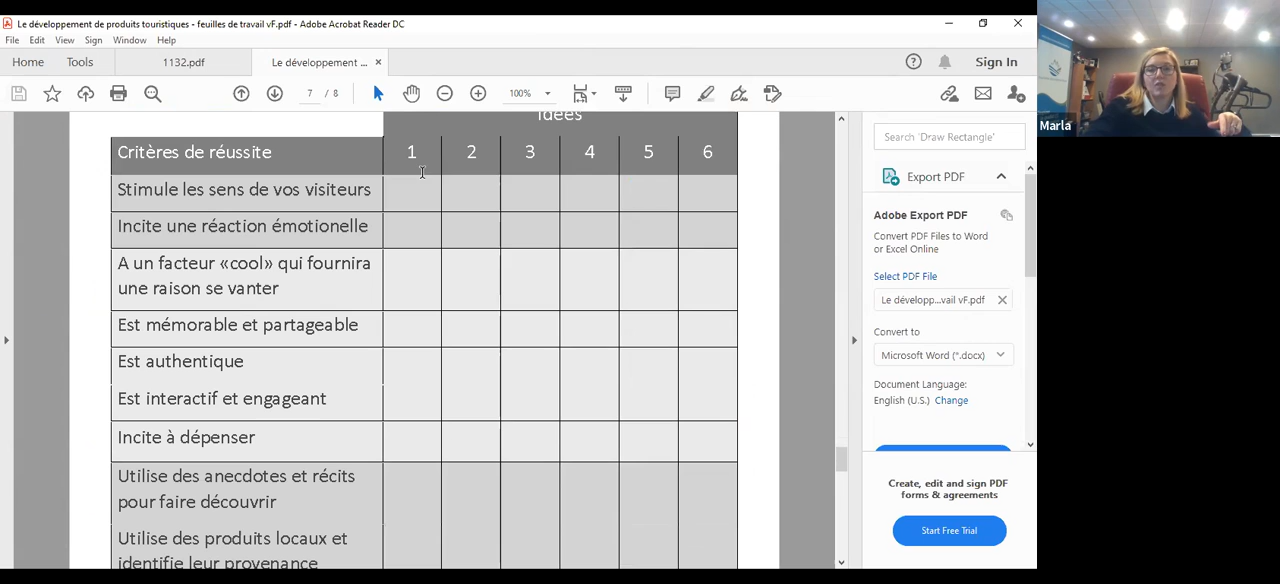 Le développement de produits touristiques - feuilles de travail vF.pdf - Adobe Acrobat Reader DC
File Edit View Sign Window Help
Home Tools 1132.pdf Le développement ... × Sign In
7 / 8 100%
Idées
Critères de réussite 1 2 3 4 5 6
Stimule les sens de vos visiteurs
Incite une réaction émotionelle
A un facteur «cool» qui fournira
une raison se vanter
Est mémorable et partageable
Est authentique
Est interactif et engageant
Incite à dépenser
Utilise des anecdotes et récits
pour faire découvrir
Utilise des produits locaux et
identifie leur provenance
Search 'Draw Rectangle'
Export PDF
Adobe Export PDF
Convert PDF Files to Word
or Excel Online
Select PDF File
Le dévelop...vail vF.pdf
Convert to
Microsoft Word (*.docx)
Document Language:
English (U.S.) Change
Create, edit and sign PDF
forms & agreements
Start Free Trial
Marla